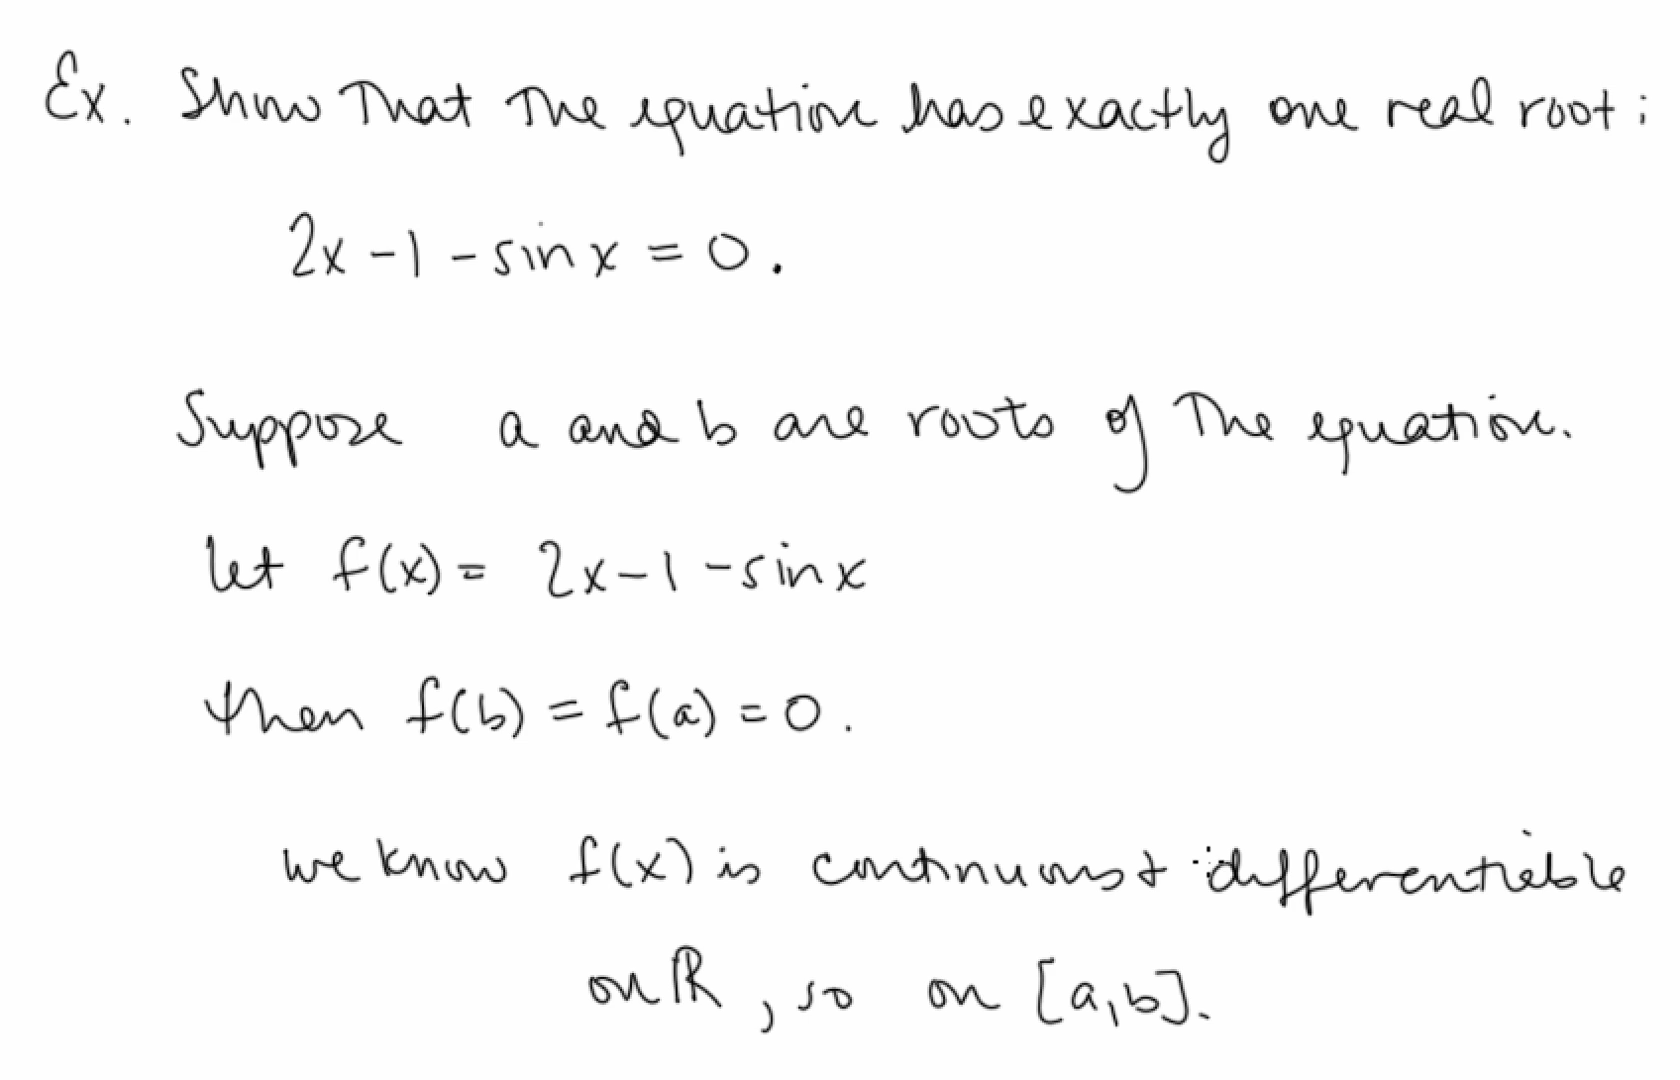 Ex. Show that the equation has exactly one real root:
2x - 1 - sin x = 0.
Suppose a and b are roots of the equation.
let f(x) = 2x - 1 - sin x
then f(b) = f(a) = 0.
we know f(x) is continuous & differentiable
on ℝ, so on [a,b].